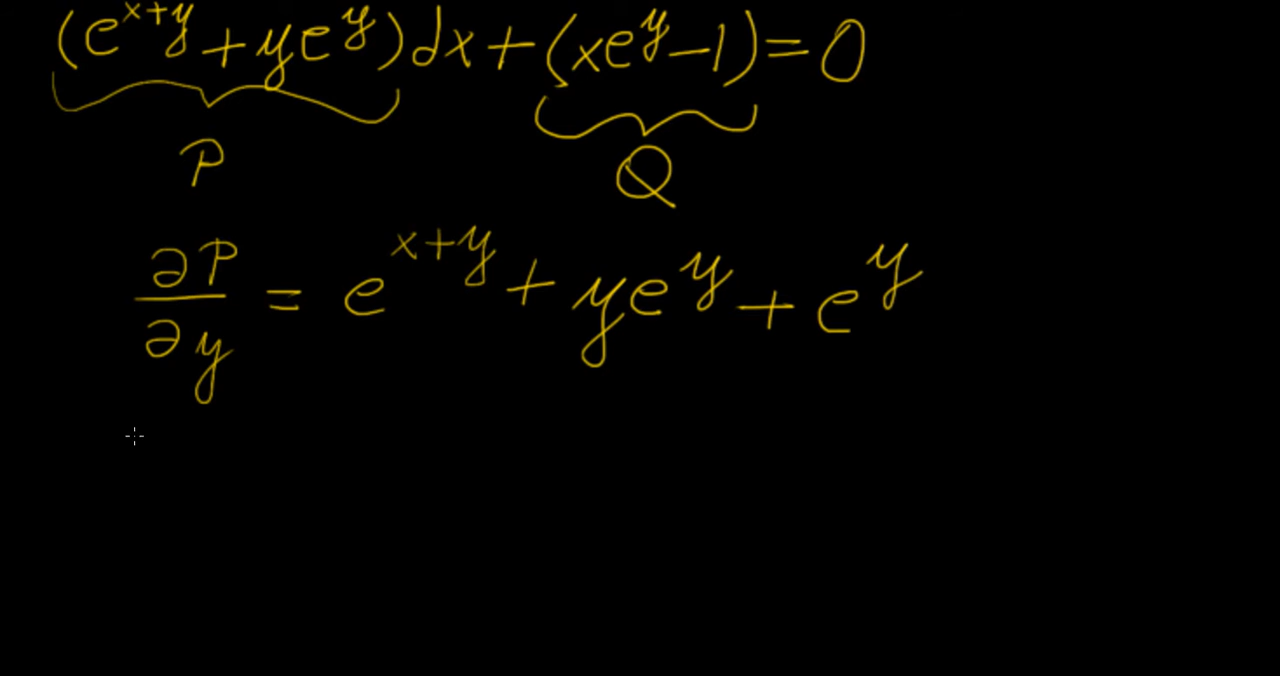 (e^{x+y} + ye^y)dx + (xe^y - 1) = 0
P Q
∂P/∂y = e^{x+y} + ye^y + e^y